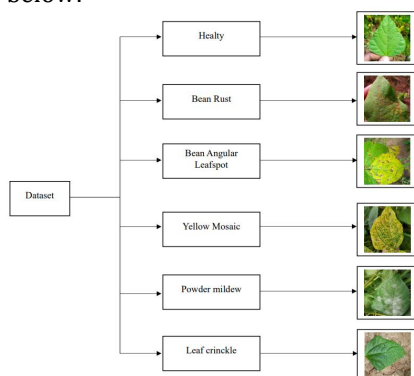 below:
Healty
Bean Rust
Bean Angular
Leafspot
Dataset
Yellow Mosaic
Powder mildew
Leaf crinckle